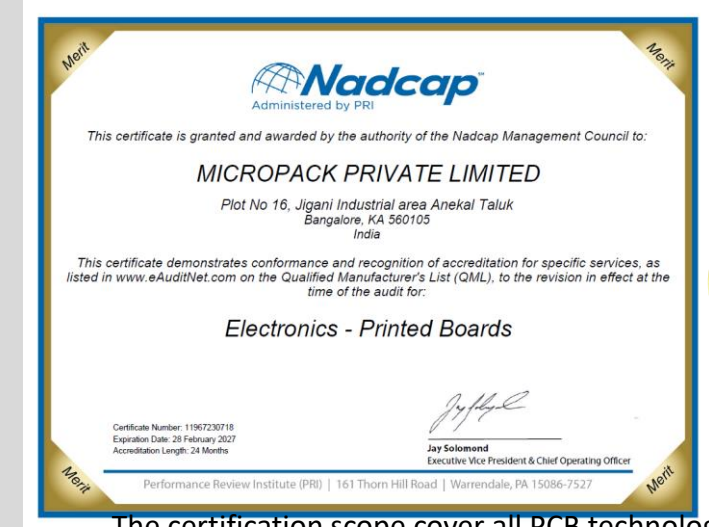 Merit
Merit
Nadcap
Administered by PRI
This certificate is granted and awarded by the authority of the Nadcap Management Council to:
MICROPACK PRIVATE LIMITED
Plot No 16, Jigani Industrial area Anekal Taluk
Bangalore, KA 560105
India
This certificate demonstrates conformance and recognition of accreditation for specific services, as
listed in www.eAuditNet.com on the Qualified Manufacturer's List (QML), to the revision in effect at the
time of the audit for:
Electronics - Printed Boards
Certificate Number: 11967230718
Expiration Date: 28 February 2027
Accreditation Length: 24 Months
Jay Solomond
Executive Vice President & Chief Operating Officer
Merit
Performance Review Institute (PRI) | 161 Thorn Hill Road | Warrendale, PA 15086-7527
Merit
The certification scope cover all PCB